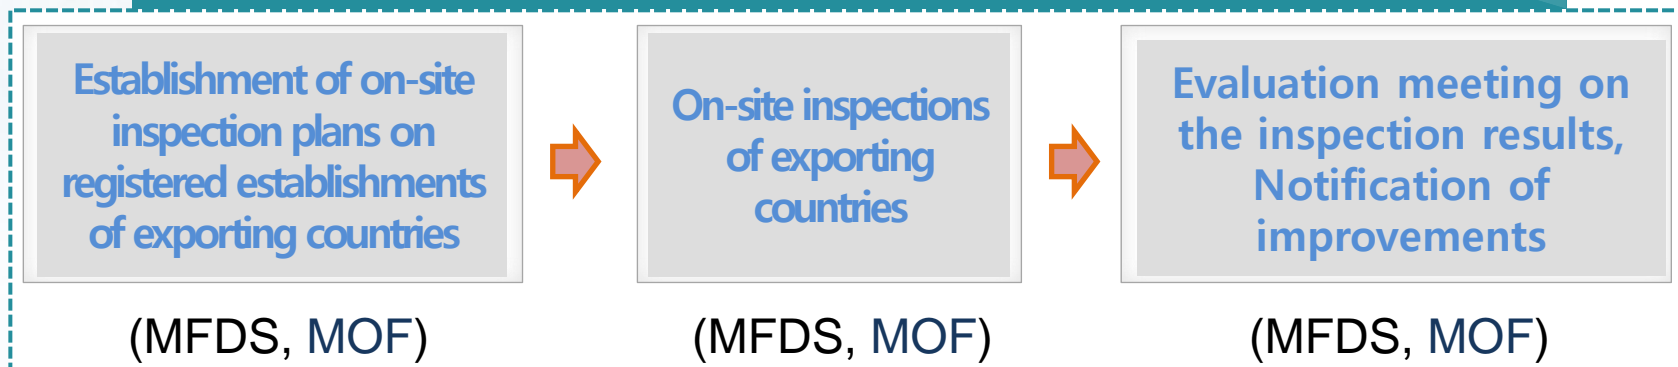 Establishment of on-site
inspection plans on
registered establishments
of exporting countries
On-site inspections
of exporting
countries
Evaluation meeting on
the inspection results,
Notification of
improvements
(MFDS, MOF)
(MFDS, MOF)
(MFDS, MOF)